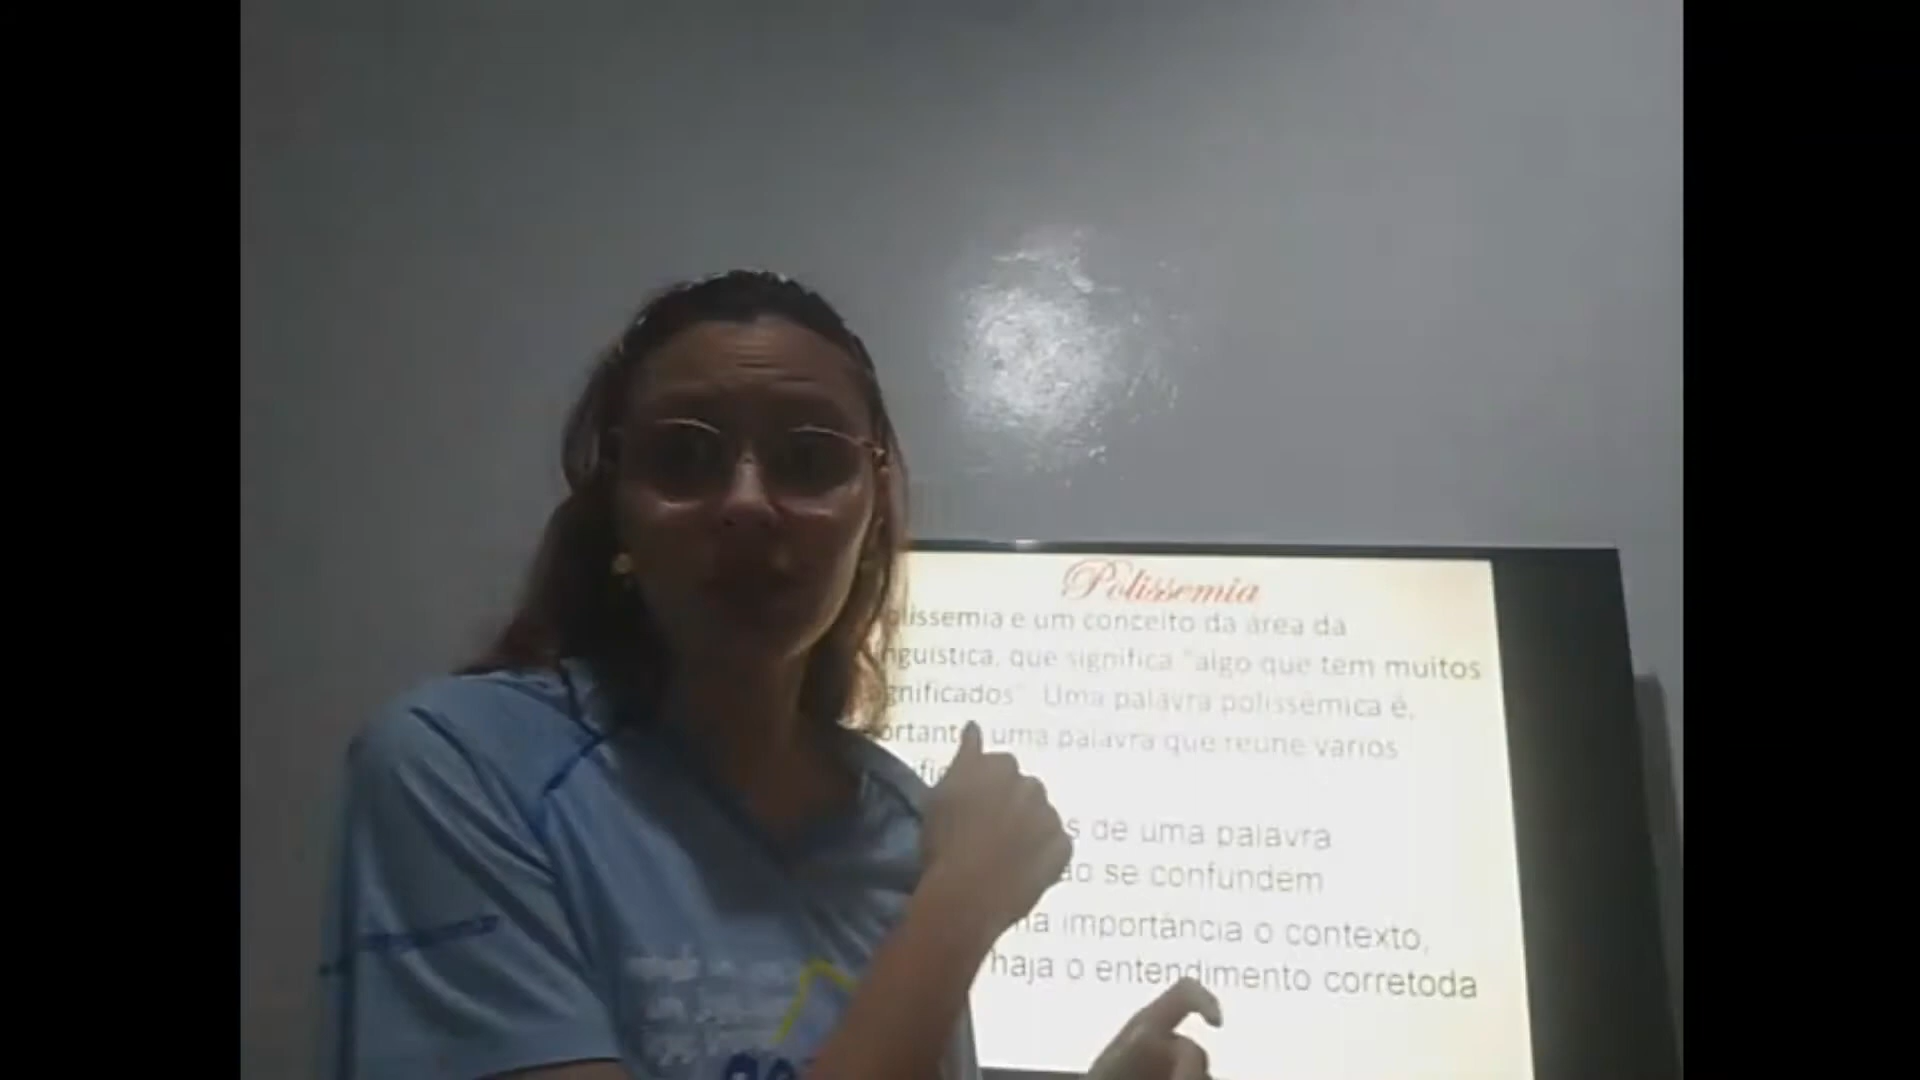 Polissemia
olissemia e um conceito da área da
nguística, que significa "algo que tem muitos
gnificados". Uma palavra polissêmica é,
ortanto uma palavra que reúne vários
s de uma palavra
ão se confundem
ma importância o contexto,
haja o entendimento corretoda